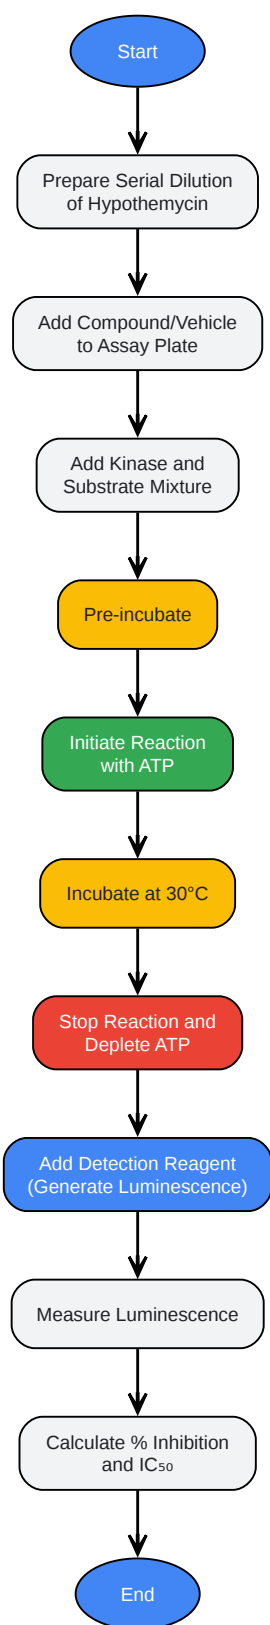 Start
Prepare Serial Dilution
of Hypothemycin
Add Compound/Vehicle
to Assay Plate
Add Kinase and
Substrate Mixture
Pre-incubate
Initiate Reaction
with ATP
Incubate at 30°C
Stop Reaction and
Deplete ATP
Add Detection Reagent
(Generate Luminescence)
Measure Luminescence
Calculate % Inhibition
and IC₅₀
End